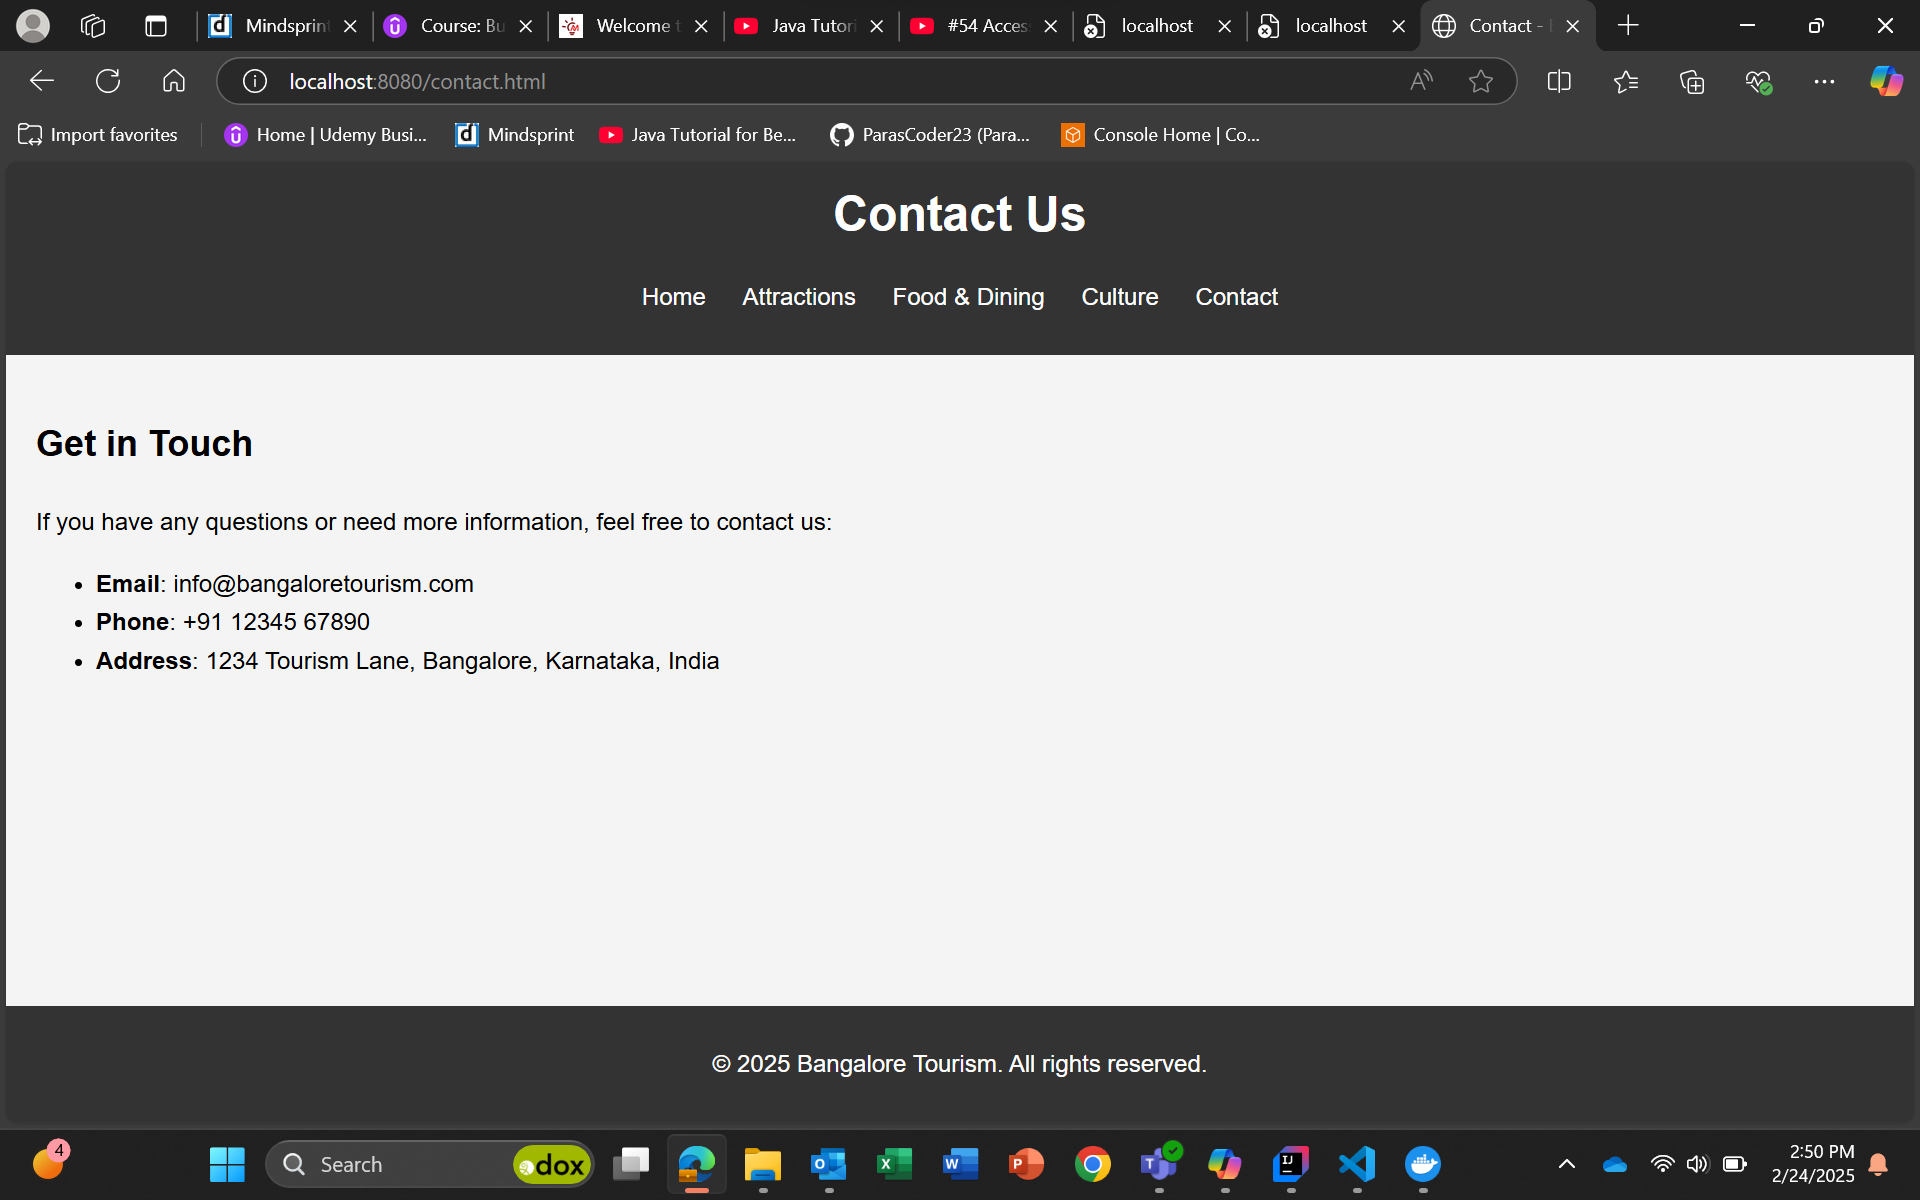 Mindsprint
Course: Bu
Welcome t
Java Tutori
#54 Acces
localhost
localhost
Contact -
localhost:8080/contact.html
Import favorites
Home | Udemy Busi...
Mindsprint
Java Tutorial for Be...
ParasCoder23 (Para...
Console Home | Co...
Contact Us
Home Attractions Food & Dining Culture Contact
Get in Touch
If you have any questions or need more information, feel free to contact us:
• Email: info@bangaloretourism.com
• Phone: +91 12345 67890
• Address: 1234 Tourism Lane, Bangalore, Karnataka, India
© 2025 Bangalore Tourism. All rights reserved.
4
Search
dox
2:50 PM
2/24/2025